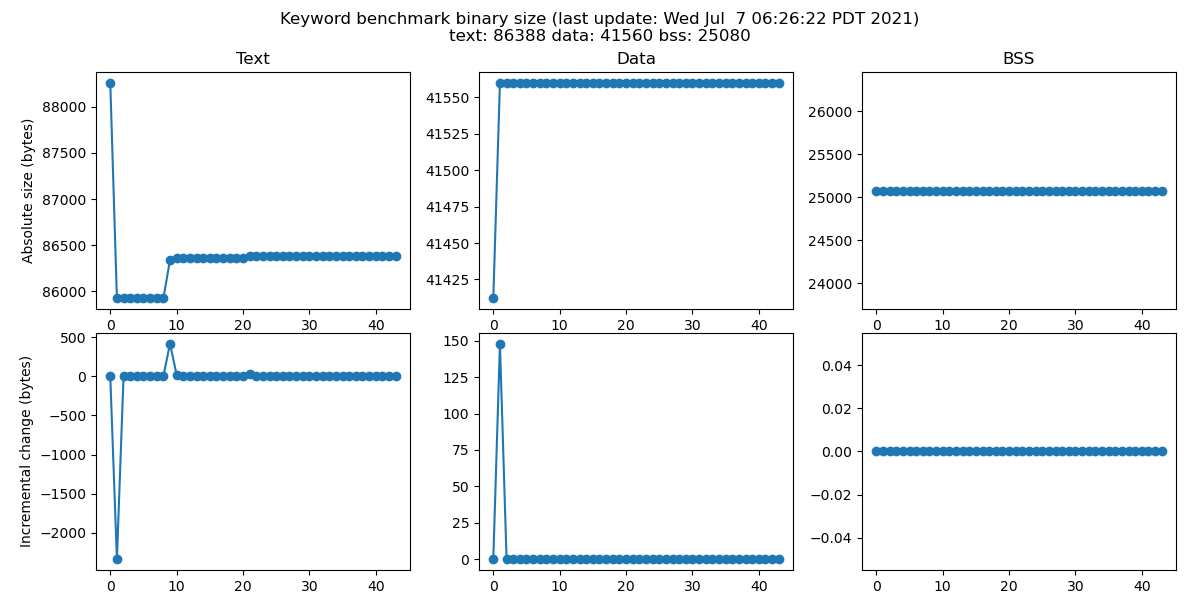 Keyword benchmark binary size (last update: Wed Jul  7 06:26:22 PDT 2021)
text: 86388 data: 41560 bss: 25080
Text
Absolute size (bytes)
88000
87500
87000
86500
86000
0 10 20 30 40
Data
41550
41525
41500
41475
41450
41425
0 10 20 30 40
BSS
26000
25500
25000
24500
24000
0 10 20 30 40
Incremental change (bytes)
500
0
−500
−1000
−1500
−2000
0 10 20 30 40
150
125
100
75
50
25
0
0 10 20 30 40
0.04
0.02
0.00
−0.02
−0.04
0 10 20 30 40